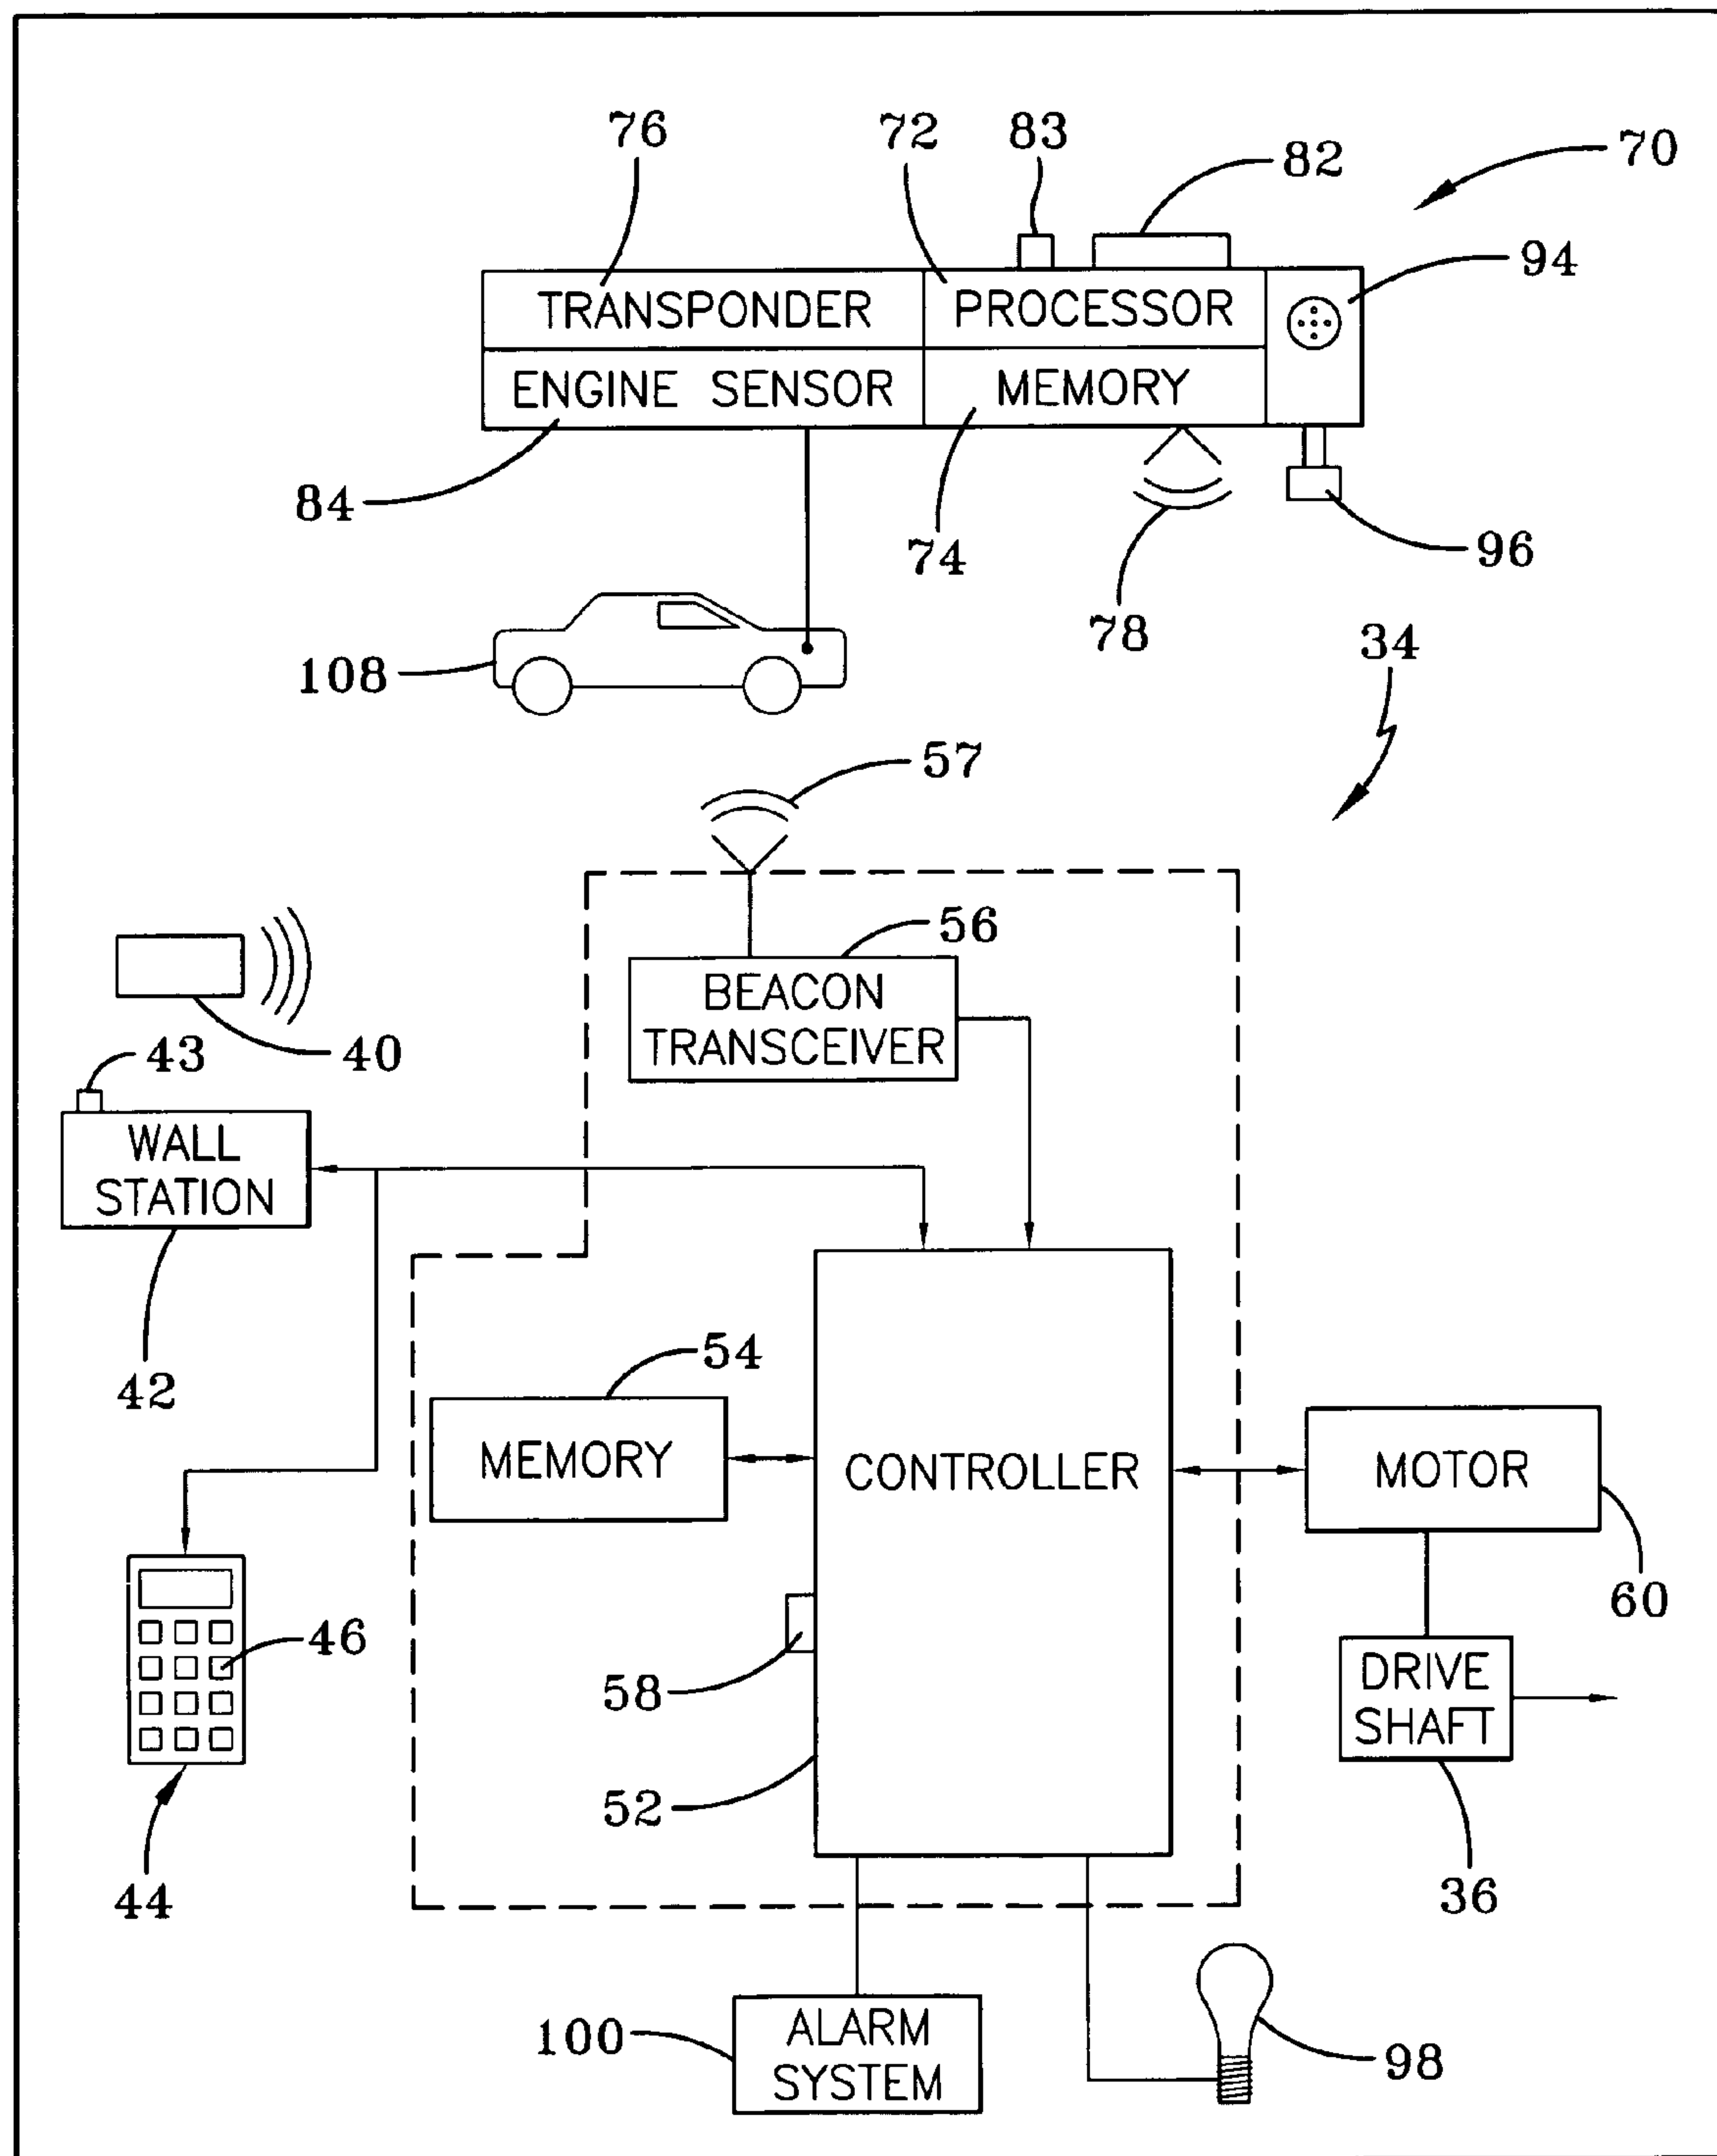 76
72
83
82
70
94
TRANSPONDER
PROCESSOR
ENGINE SENSOR
MEMORY
84
74
78
96
108
34
57
56
BEACON
TRANSCEIVER
43
40
WALL
STATION
42
54
MEMORY
CONTROLLER
MOTOR
60
46
58
DRIVE
SHAFT
52
44
36
100
ALARM
SYSTEM
98